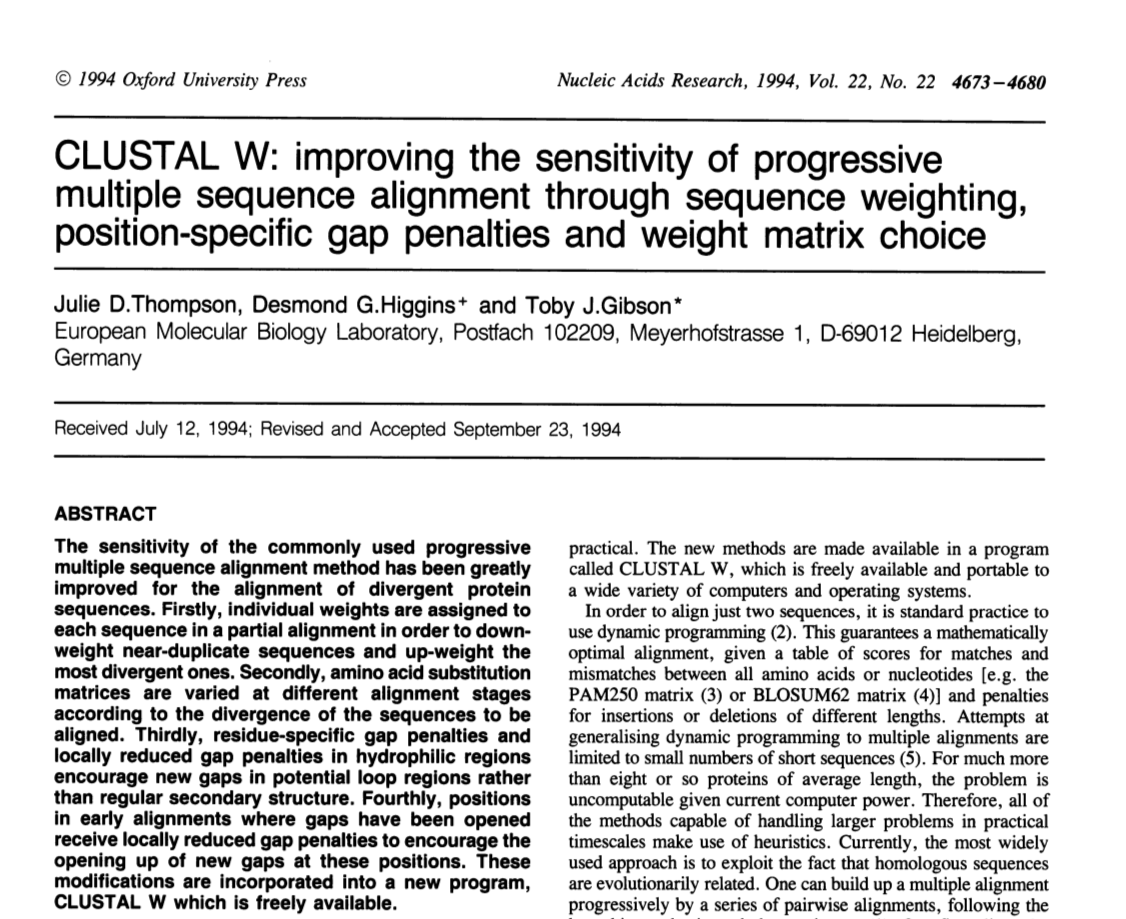 © 1994 Oxford University Press
Nucleic Acids Research, 1994, Vol. 22, No. 22 4673–4680
CLUSTAL W: improving the sensitivity of progressive
multiple sequence alignment through sequence weighting,
position-specific gap penalties and weight matrix choice
Julie D.Thompson, Desmond G.Higgins+ and Toby J.Gibson*
European Molecular Biology Laboratory, Postfach 102209, Meyerhofstrasse 1, D-69012 Heidelberg,
Germany
Received July 12, 1994; Revised and Accepted September 23, 1994
ABSTRACT
The sensitivity of the commonly used progressive
multiple sequence alignment method has been greatly
improved for the alignment of divergent protein
sequences. Firstly, individual weights are assigned to
each sequence in a partial alignment in order to down-
weight near-duplicate sequences and up-weight the
most divergent ones. Secondly, amino acid substitution
matrices are varied at different alignment stages
according to the divergence of the sequences to be
aligned. Thirdly, residue-specific gap penalties and
locally reduced gap penalties in hydrophilic regions
encourage new gaps in potential loop regions rather
than regular secondary structure. Fourthly, positions
in early alignments where gaps have been opened
receive locally reduced gap penalties to encourage the
opening up of new gaps at these positions. These
modifications are incorporated into a new program,
CLUSTAL W which is freely available.
practical. The new methods are made available in a program
called CLUSTAL W, which is freely available and portable to
a wide variety of computers and operating systems.
In order to align just two sequences, it is standard practice to
use dynamic programming (2). This guarantees a mathematically
optimal alignment, given a table of scores for matches and
mismatches between all amino acids or nucleotides [e.g. the
PAM250 matrix (3) or BLOSUM62 matrix (4)] and penalties
for insertions or deletions of different lengths. Attempts at
generalising dynamic programming to multiple alignments are
limited to small numbers of short sequences (5). For much more
than eight or so proteins of average length, the problem is
uncomputable given current computer power. Therefore, all of
the methods capable of handling larger problems in practical
timescales make use of heuristics. Currently, the most widely
used approach is to exploit the fact that homologous sequences
are evolutionarily related. One can build up a multiple alignment
progressively by a series of pairwise alignments, following the